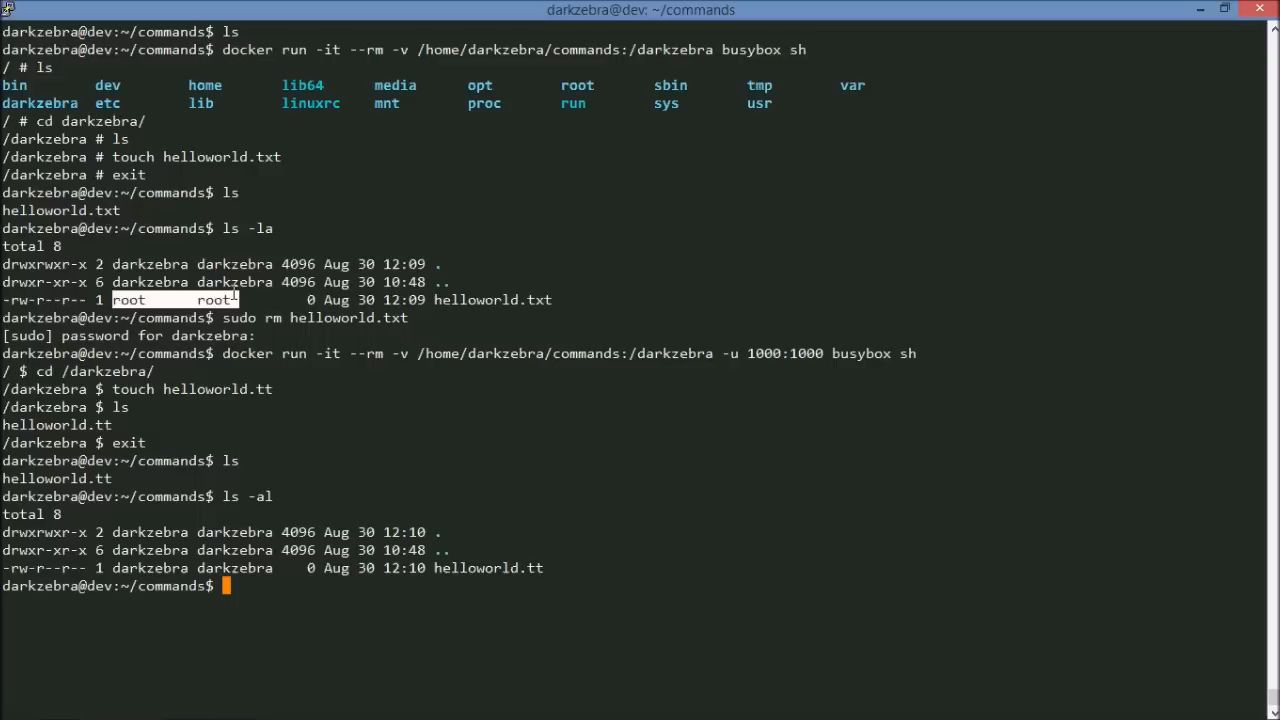 darkzebra@dev: ~/commands
darkzebra@dev:~/commands$ ls
darkzebra@dev:~/commands$ docker run -it --rm -v /home/darkzebra/commands:/darkzebra busybox sh
/ # ls
bin dev home lib64 media opt root sbin tmp var
darkzebra etc lib linuxrc mnt proc run sys usr
/ # cd darkzebra/
/darkzebra # ls
/darkzebra # touch helloworld.txt
/darkzebra # exit
darkzebra@dev:~/commands$ ls
helloworld.txt
darkzebra@dev:~/commands$ ls -la
total 8
drwxrwxr-x 2 darkzebra darkzebra 4096 Aug 30 12:09 .
drwxr-xr-x 6 darkzebra darkzebra 4096 Aug 30 10:48 ..
-rw-r--r-- 1 root root 0 Aug 30 12:09 helloworld.txt
darkzebra@dev:~/commands$ sudo rm helloworld.txt
[sudo] password for darkzebra:
darkzebra@dev:~/commands$ docker run -it --rm -v /home/darkzebra/commands:/darkzebra -u 1000:1000 busybox sh
/ $ cd /darkzebra/
/darkzebra $ touch helloworld.tt
/darkzebra $ ls
helloworld.tt
/darkzebra $ exit
darkzebra@dev:~/commands$ ls
helloworld.tt
darkzebra@dev:~/commands$ ls -al
total 8
drwxrwxr-x 2 darkzebra darkzebra 4096 Aug 30 12:10 .
drwxr-xr-x 6 darkzebra darkzebra 4096 Aug 30 10:48 ..
-rw-r--r-- 1 darkzebra darkzebra 0 Aug 30 12:10 helloworld.tt
darkzebra@dev:~/commands$